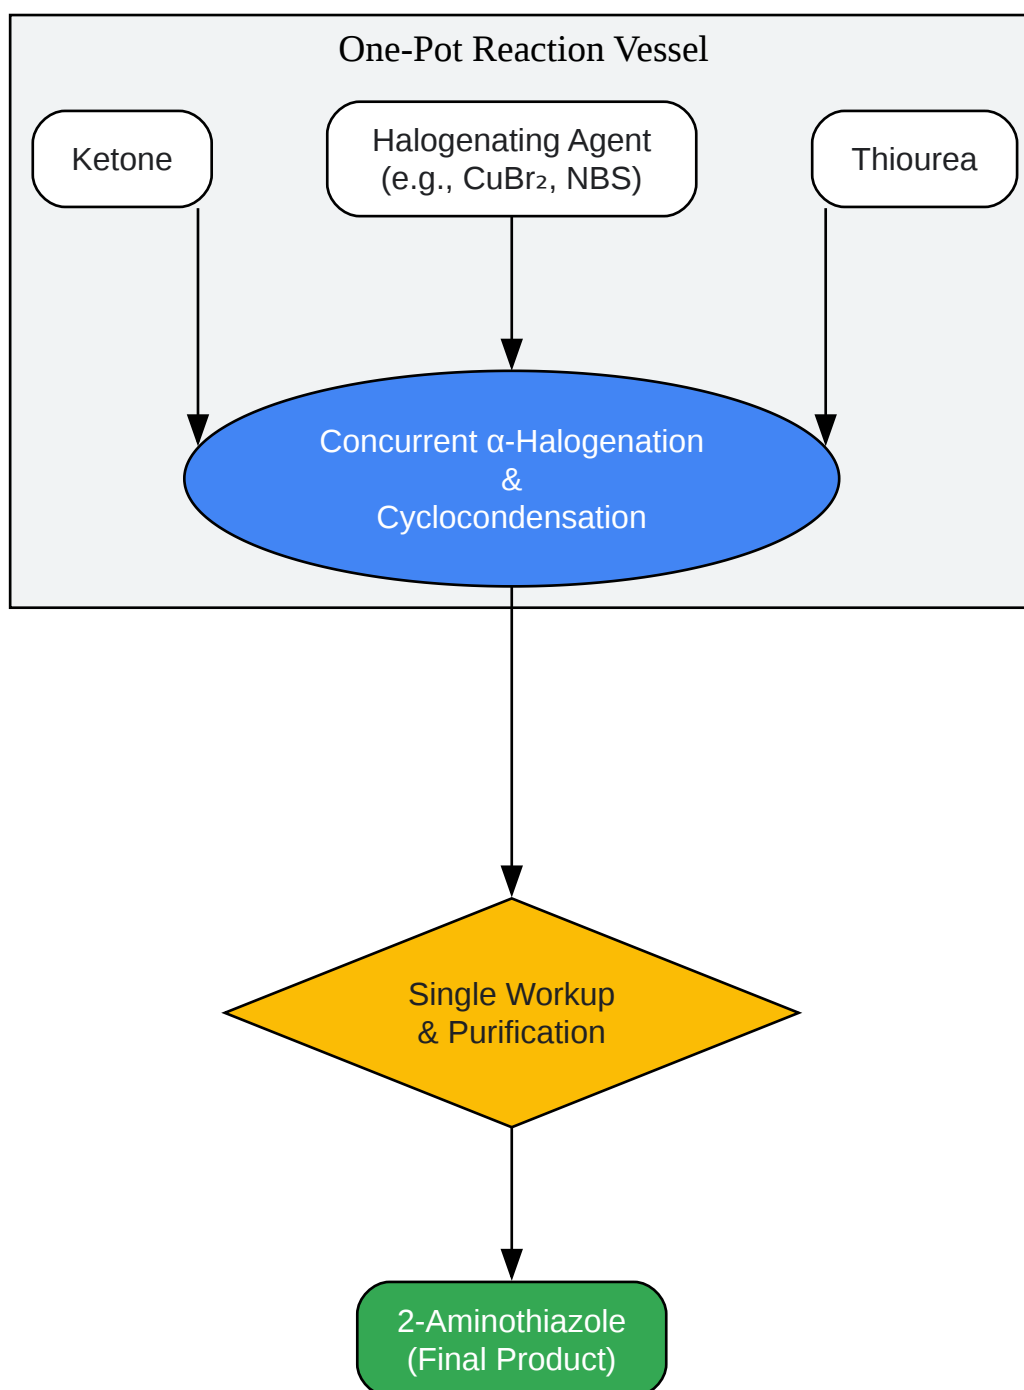 One-Pot Reaction Vessel
Ketone
Halogenating Agent
(e.g., CuBr₂, NBS)
Thiourea
Concurrent α-Halogenation
&
Cyclocondensation
Single Workup
& Purification
2-Aminothiazole
(Final Product)